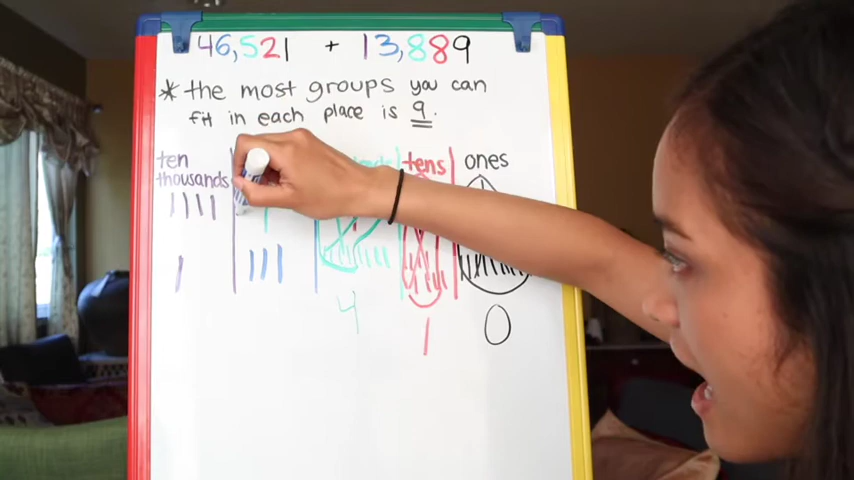 46,521 + 13,889
* the most groups you can
fit in each place is 9.
ten
thousands
tens
ones
4 1 0